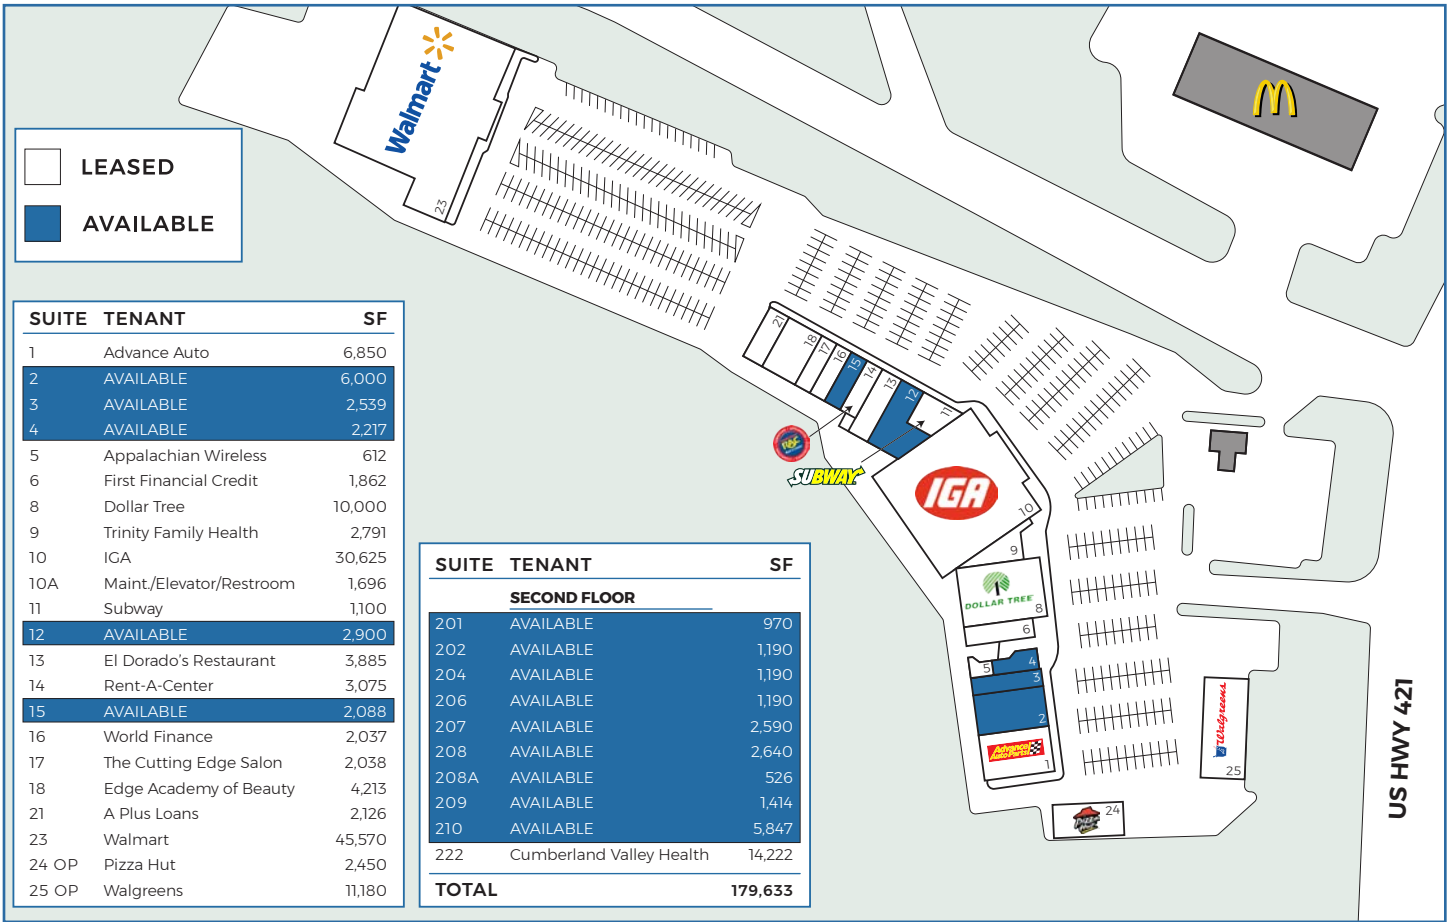 Walmart
23
LEASED
AVAILABLE
SUITE TENANT SF
1 Advance Auto 6,850
2 AVAILABLE 6,000
3 AVAILABLE 2,539
4 AVAILABLE 2,217
5 Appalachian Wireless 612
6 First Financial Credit 1,862
8 Dollar Tree 10,000
9 Trinity Family Health 2,791
10 IGA 30,625
10A Maint./Elevator/Restroom 1,696
11 Subway 1,100
12 AVAILABLE 2,900
13 El Dorado's Restaurant 3,885
14 Rent-A-Center 3,075
15 AVAILABLE 2,088
16 World Finance 2,037
17 The Cutting Edge Salon 2,038
18 Edge Academy of Beauty 4,213
21 A Plus Loans 2,126
23 Walmart 45,570
24 OP Pizza Hut 2,450
25 OP Walgreens 11,180
SUITE TENANT SF
SECOND FLOOR
201 AVAILABLE 970
202 AVAILABLE 1,190
204 AVAILABLE 1,190
206 AVAILABLE 1,190
207 AVAILABLE 2,590
208 AVAILABLE 2,640
208A AVAILABLE 526
209 AVAILABLE 1,414
210 AVAILABLE 5,847
222 Cumberland Valley Health 14,222
TOTAL 179,633
21
18
17
16
15
14
13
12
11
SUBWAY
IGA
10
9
DOLLAR TREE
8
6
5
4
3
2
Advance
Auto Parts
1
24
Walgreens
25
US HWY 421